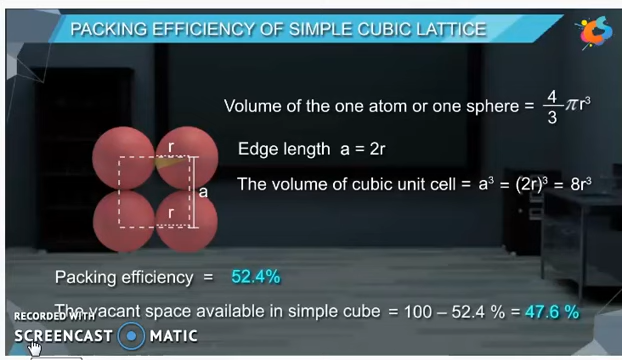 PACKING EFFICIENCY OF SIMPLE CUBIC LATTICE
Volume of the one atom or one sphere = 4/3 πr³
r
Edge length a = 2r
The volume of cubic unit cell = a³ = (2r)³ = 8r³
a
r
Packing efficiency = 52.4%
The vacant space available in simple cube = 100 – 52.4 % = 47.6 %
RECORDED WITH
SCREENCAST MATIC